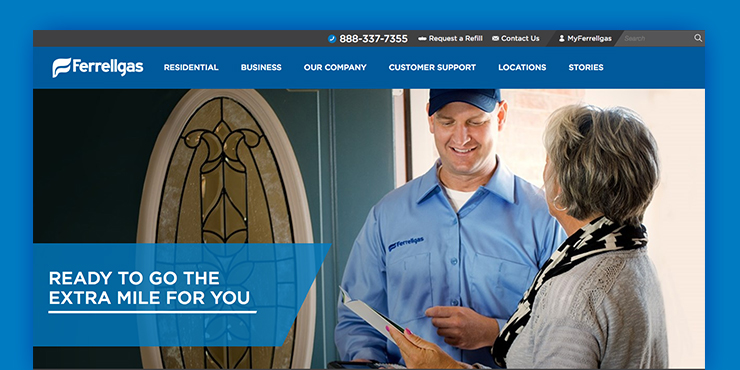 888-337-7355 Request a Refill Contact Us MyFerrellgas Search
Ferrellgas RESIDENTIAL BUSINESS OUR COMPANY CUSTOMER SUPPORT LOCATIONS STORIES
Ferrellgas
READY TO GO THE
EXTRA MILE FOR YOU